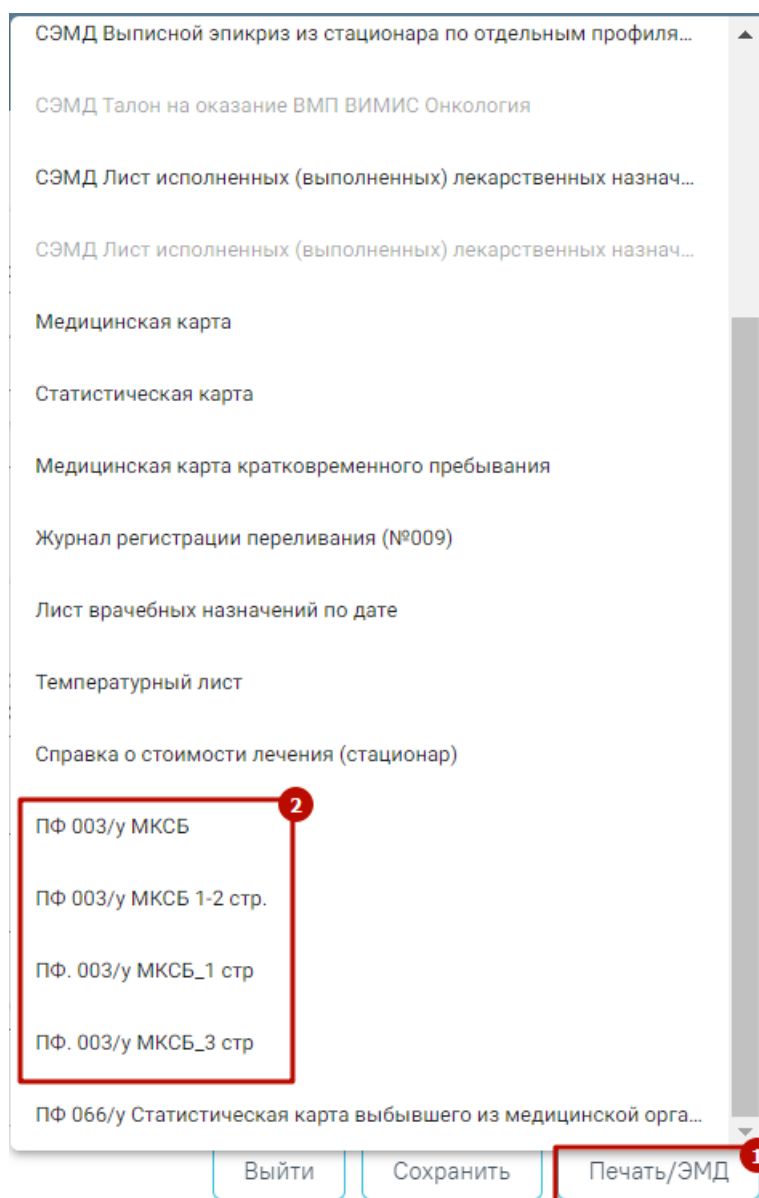 СЭМД Выписной эпикриз из стационара по отдельным профиля...
СЭМД Талон на оказание ВМП ВИМИС Онкология
СЭМД Лист исполненных (выполненных) лекарственных назнач...
СЭМД Лист исполненных (выполненных) лекарственных назнач...
Медицинская карта
Статистическая карта
Медицинская карта кратковременного пребывания
Журнал регистрации переливания (№009)
Лист врачебных назначений по дате
Температурный лист
Справка о стоимости лечения (стационар)
2
ПФ 003/у МКСБ
ПФ 003/у МКСБ 1-2 стр.
ПФ. 003/у МКСБ_1 стр
ПФ. 003/у МКСБ_3 стр
ПФ 066/у Статистическая карта выбывшего из медицинской орга...
1
Выйти Сохранить Печать/ЭМД